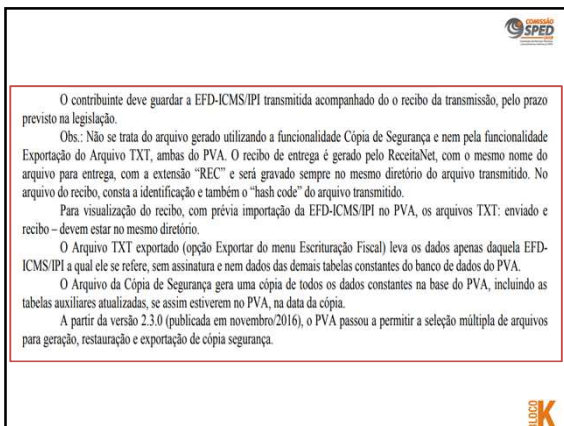 COMISSÃO
SPED
O contribuinte deve guardar a EFD-ICMS/IPI transmitida acompanhado do o recibo da transmissão, pelo prazo
previsto na legislação.
Obs.: Não se trata do arquivo gerado utilizando a funcionalidade Cópia de Segurança e nem pela funcionalidade
Exportação do Arquivo TXT, ambas do PVA. O recibo de entrega é gerado pelo ReceitaNet, com o mesmo nome do
arquivo para entrega, com a extensão “REC” e será gravado sempre no mesmo diretório do arquivo transmitido. No
arquivo do recibo, consta a identificação e também o “hash code” do arquivo transmitido.
Para visualização do recibo, com prévia importação da EFD-ICMS/IPI no PVA, os arquivos TXT: enviado e
recibo – devem estar no mesmo diretório.
O Arquivo TXT exportado (opção Exportar do menu Escrituração Fiscal) leva os dados apenas daquela EFD-
ICMS/IPI a qual ele se refere, sem assinatura e nem dados das demais tabelas constantes do banco de dados do PVA.
O Arquivo da Cópia de Segurança gera uma cópia de todos os dados constantes na base do PVA, incluindo as
tabelas auxiliares atualizadas, se assim estiverem no PVA, na data da cópia.
A partir da versão 2.3.0 (publicada em novembro/2016), o PVA passou a permitir a seleção múltipla de arquivos
para geração, restauração e exportação de cópia segurança.
BLOCO
K